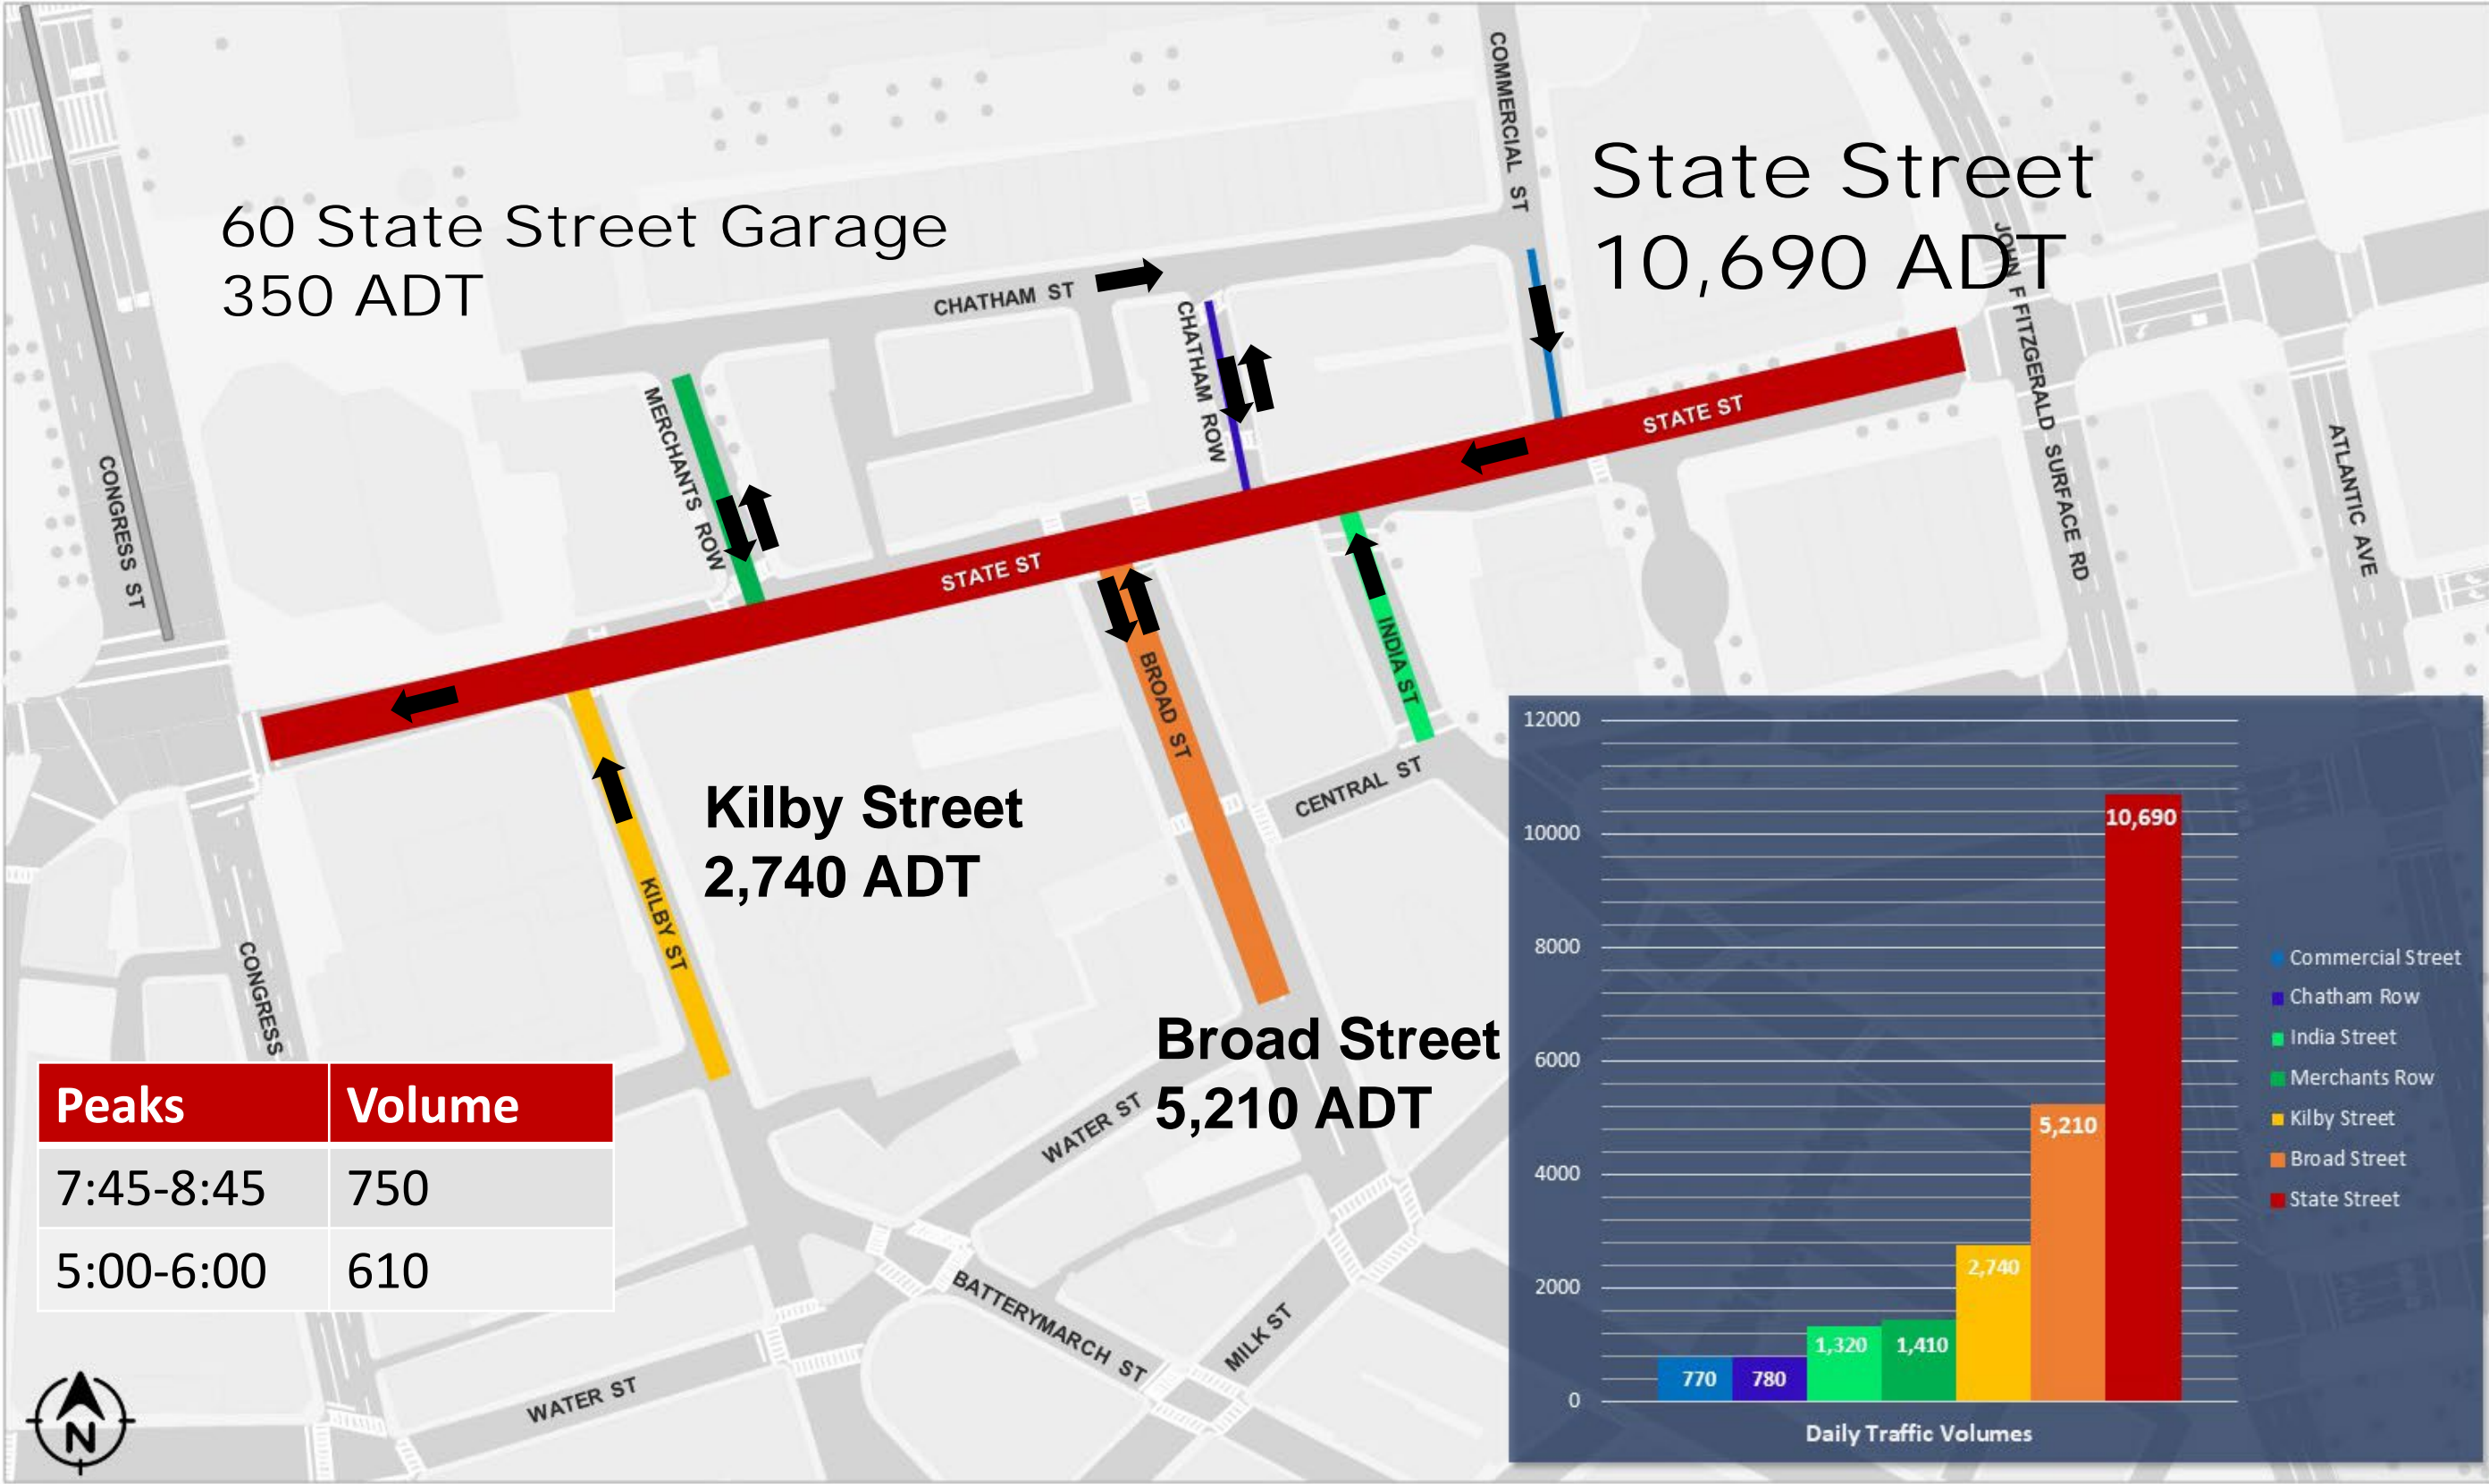 COMMERCIAL ST
State Street
10,690 ADT
60 State Street Garage
350 ADT
CHATHAM ST
CHATHAM ROW
MERCHANTS ROW
STATE ST
STATE ST
JOHN F FITZGERALD SURFACE RD
ATLANTIC AVE
CONGRESS ST
INDIA ST
BROAD ST
CENTRAL ST
Kilby Street
2,740 ADT
KILBY ST
CONGRESS
Broad Street
5,210 ADT
WATER ST
BATTERYMARCH ST
MILK ST
WATER ST
N
Peaks Volume
7:45-8:45 750
5:00-6:00 610
12000
10000
8000
6000
4000
2000
0
770 780 1,320 1,410 2,740 5,210 10,690
Daily Traffic Volumes
Commercial Street
Chatham Row
India Street
Merchants Row
Kilby Street
Broad Street
State Street